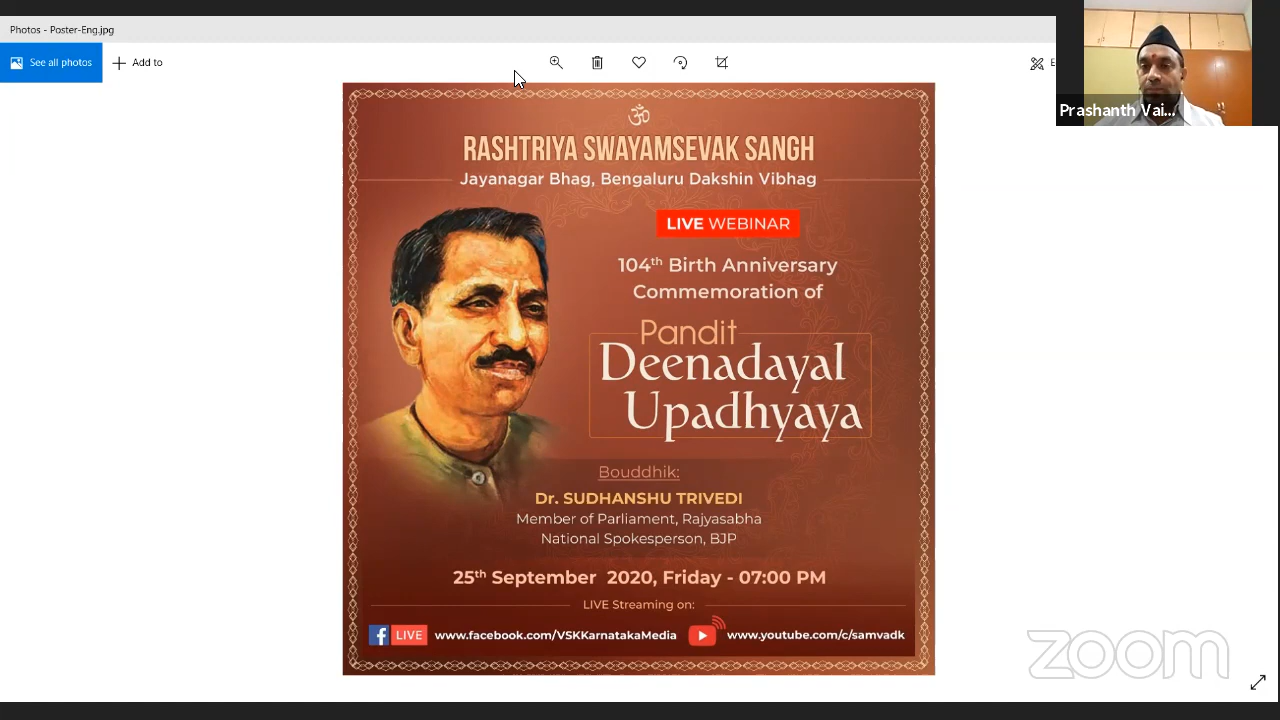 Photos - Poster-Eng.jpg
See all photos
Add to
Prashanth Vai...
ॐ
RASHTRIYA SWAYAMSEVAK SANGH
Jayanagar Bhag, Bengaluru Dakshin Vibhag
LIVE WEBINAR
104th Birth Anniversary
Commemoration of
Pandit
Deenadayal
Upadhyaya
Bouddhik:
Dr. SUDHANSHU TRIVEDI
Member of Parliament, Rajyasabha
National Spokesperson, BJP
25th September 2020, Friday - 07:00 PM
LIVE Streaming on:
f LIVE www.facebook.com/VSKKarnatakaMedia www.youtube.com/c/samvadk
zoom